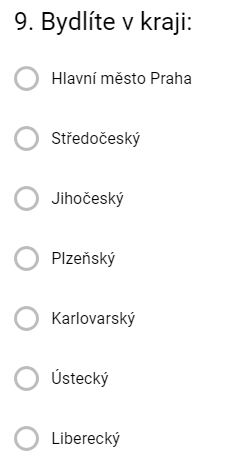 9. Bydlíte v kraji:
Hlavní město Praha
Středočeský
Jihočeský
Plzeňský
Karlovarský
Ústecký
Liberecký